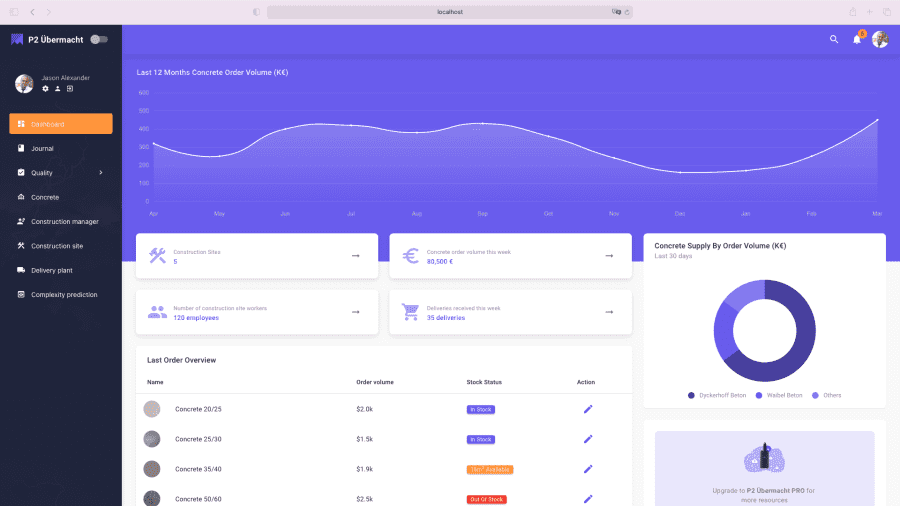 localhost
P2 Übermacht
6
Jason Alexander
Dashboard
Journal
Quality
Concrete
Construction manager
Construction site
Delivery plant
Complexity prediction
Last 12 Months Concrete Order Volume (K€)
600
500
400
300
200
100
0
Apr May Jun Jul Aug Sep Oct Nov Dec Jan Feb Mar
Construction Sites
5
Concrete order volume this week
80,500 €
Number of construction site workers
120 employees
Deliveries received this week
35 deliveries
Concrete Supply By Order Volume (K€)
Last 30 days
Dyckerhoff Beton Waibel Beton Others
Last Order Overview
Name Order volume Stock Status Action
Concrete 20/25 $2.0k In Stock
Concrete 25/30 $1.5k In Stock
Concrete 35/40 $1.9k Available
Concrete 50/60 $2.5k Out Of Stock
Upgrade to P2 Übermacht PRO for
more resources